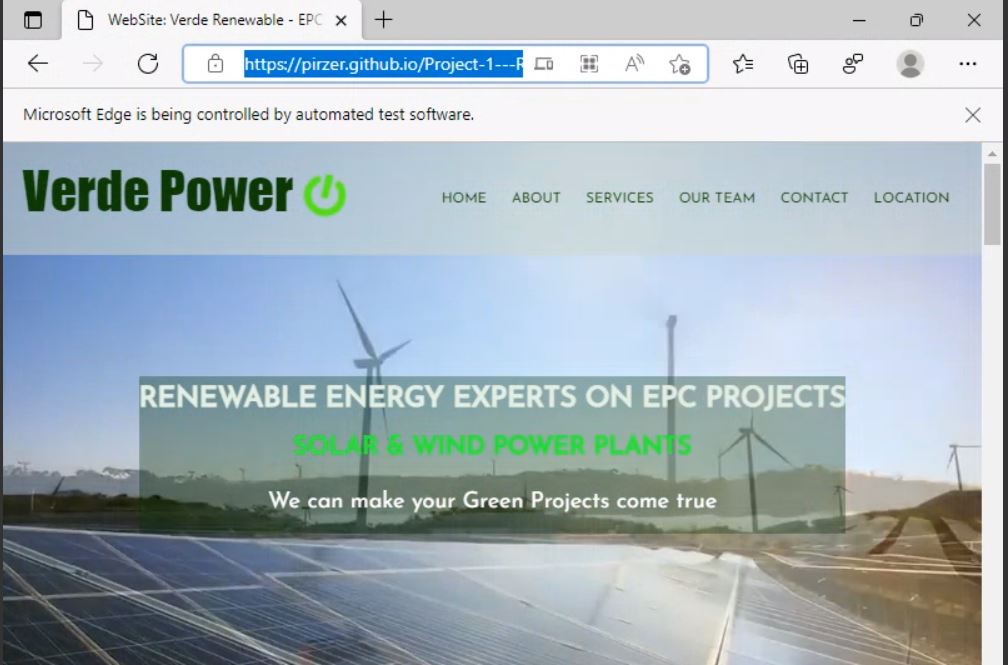 WebSite: Verde Renewable - EPC
https://pirzer.github.io/Project-1---R
Microsoft Edge is being controlled by automated test software.
Verde Power
HOME ABOUT SERVICES OUR TEAM CONTACT LOCATION
RENEWABLE ENERGY EXPERTS ON EPC PROJECTS
SOLAR & WIND POWER PLANTS
We can make your Green Projects come true